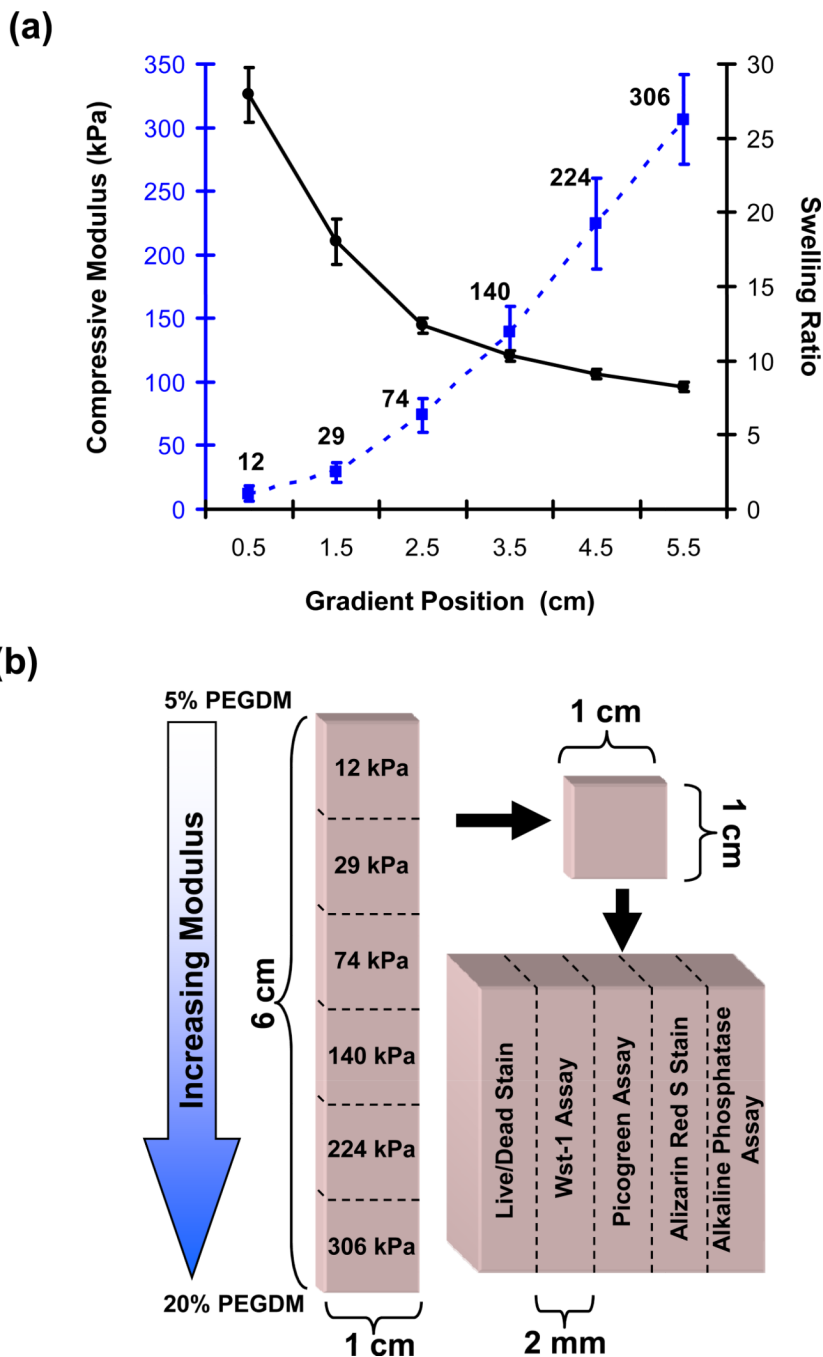 (a)
350
300
250
200
150
100
50
0
Compressive Modulus (kPa)
30
25
20
15
10
5
0
Swelling Ratio
12
29
74
140
224
306
0.5 1.5 2.5 3.5 4.5 5.5
Gradient Position (cm)
(b)
5% PEGDM
Increasing Modulus
20% PEGDM
6 cm
12 kPa
29 kPa
74 kPa
140 kPa
224 kPa
306 kPa
1 cm
1 cm
1 cm
Live/Dead Stain
Wst-1 Assay
Picogreen Assay
Alizarin Red S Stain
Alkaline Phosphatase
Assay
2 mm